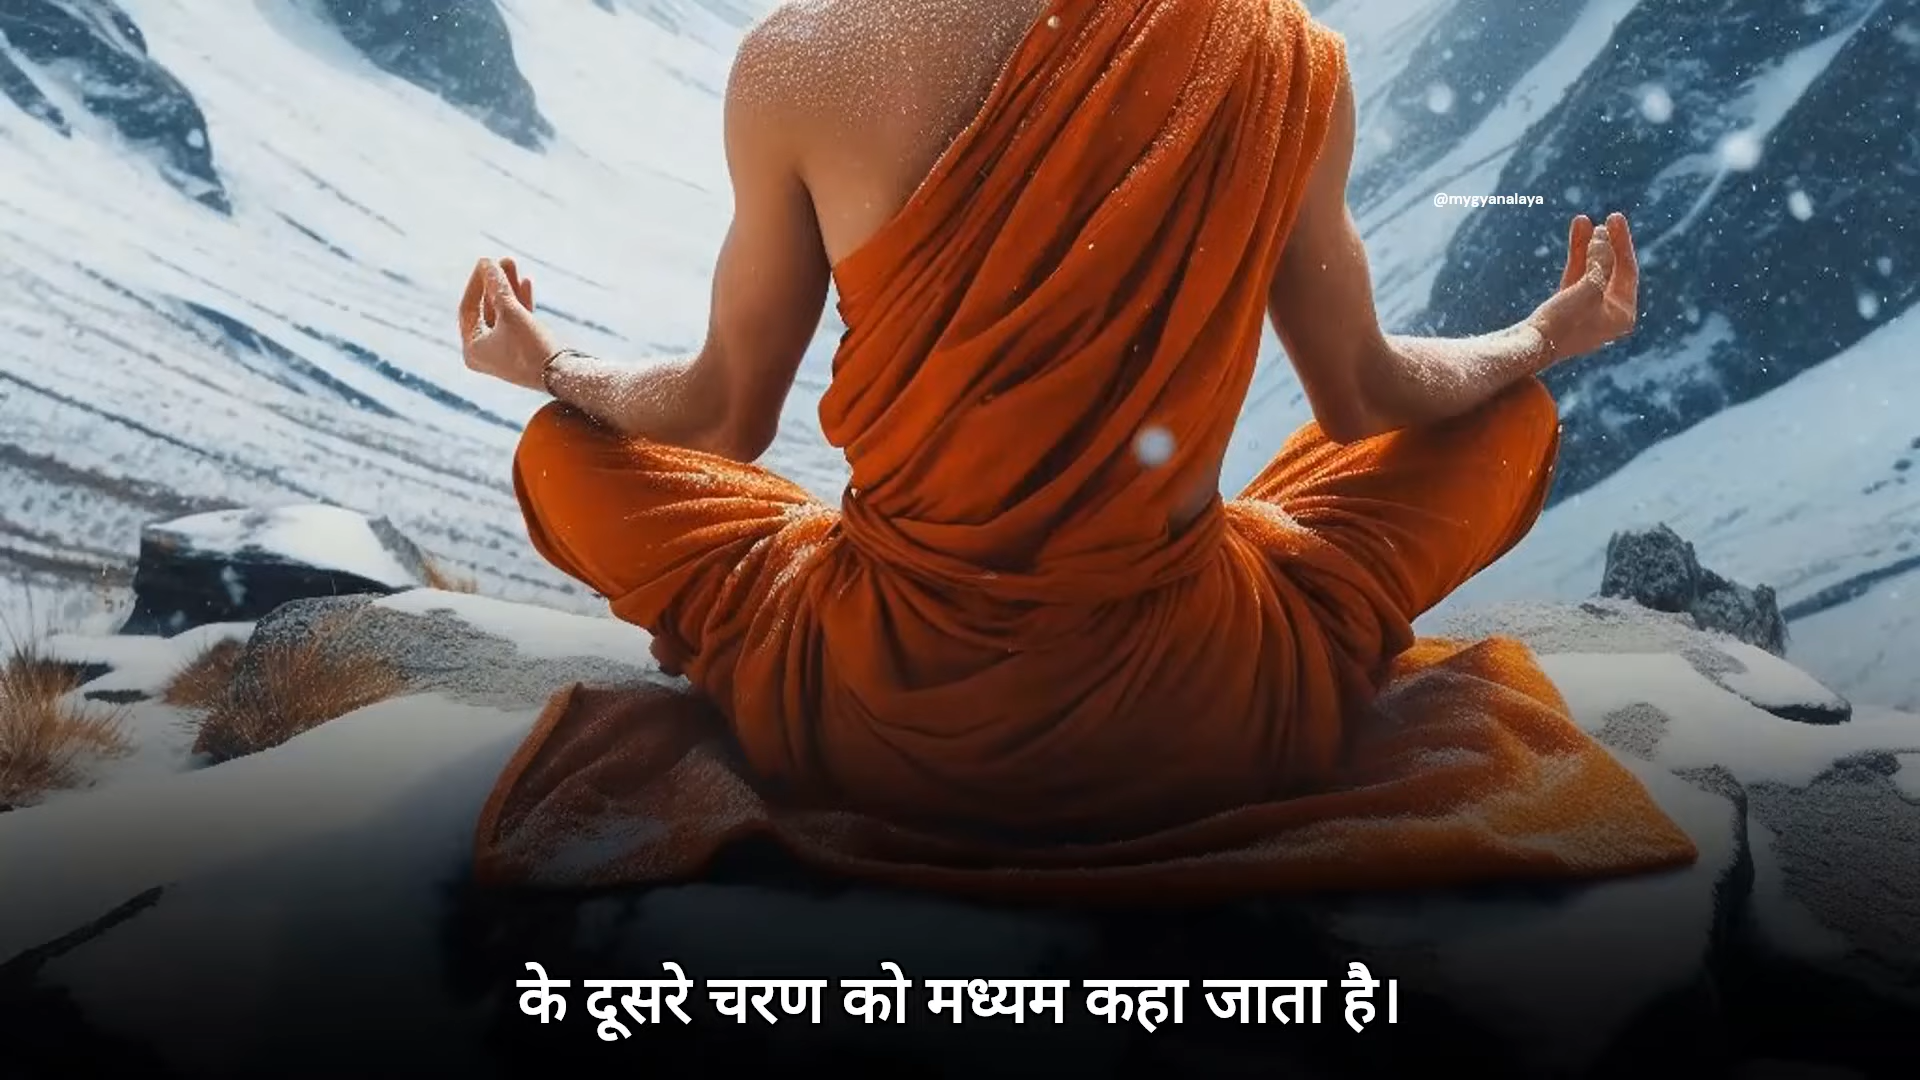 @mygyanalaya
के दूसरे चरण को मध्यम कहा जाता है।